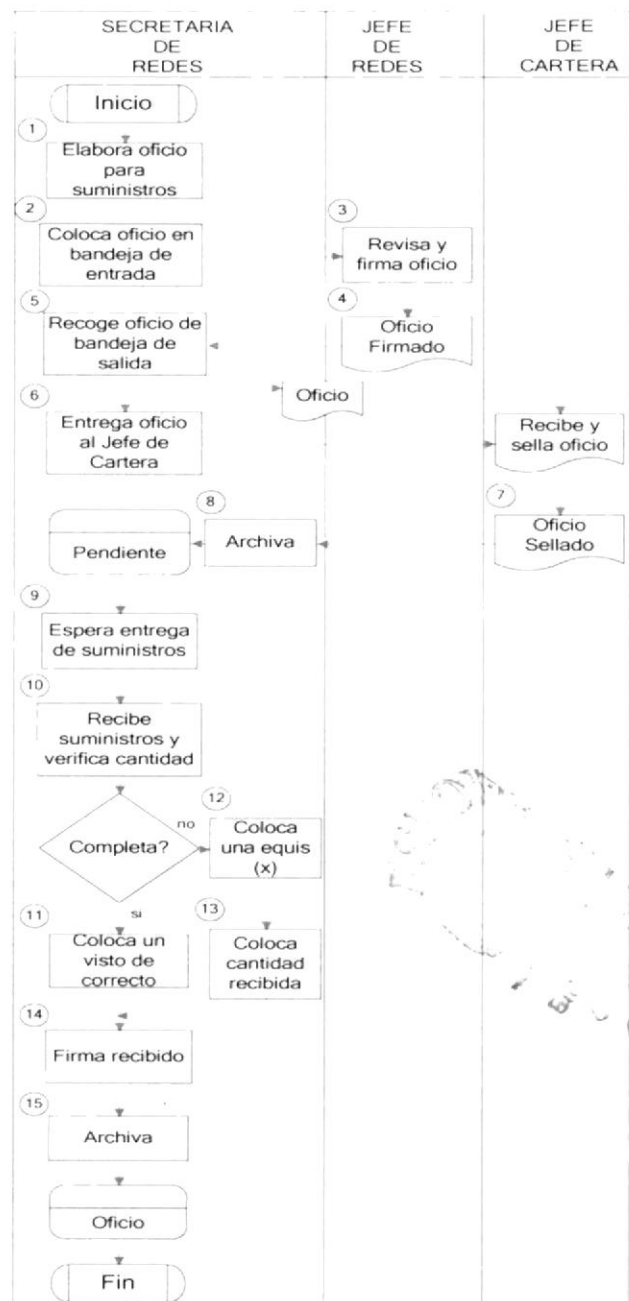 SECRETARIA
DE
REDES
JEFE
DE
REDES
JEFE
DE
CARTERA
Inicio
1
Elabora oficio
para
suministros
2
Coloca oficio en
bandeja de
entrada
3
Revisa y
firma oficio
4
Oficio
Firmado
5
Recoge oficio de
bandeja de
salida
Oficio
6
Entrega oficio
al Jefe de
Cartera
Recibe y
sella oficio
7
Oficio
Sellado
8
Archiva
Pendiente
9
Espera entrega
de suministros
10
Recibe
suministros y
verifica cantidad
Completa?
no
12
Coloca
una equis
(x)
si
11
Coloca un
visto de
correcto
13
Coloca
cantidad
recibida
14
Firma recibido
15
Archiva
Oficio
Fin